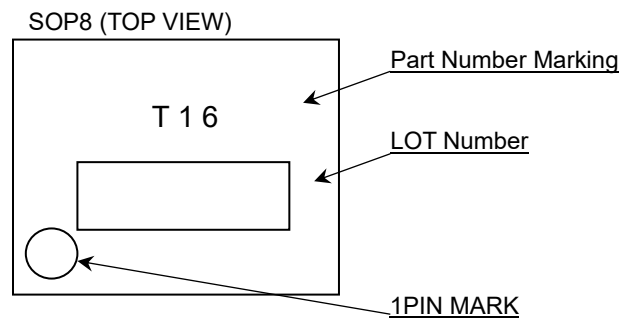 SOP8 (TOP VIEW)
Part Number Marking
T 1 6
LOT Number
1PIN MARK